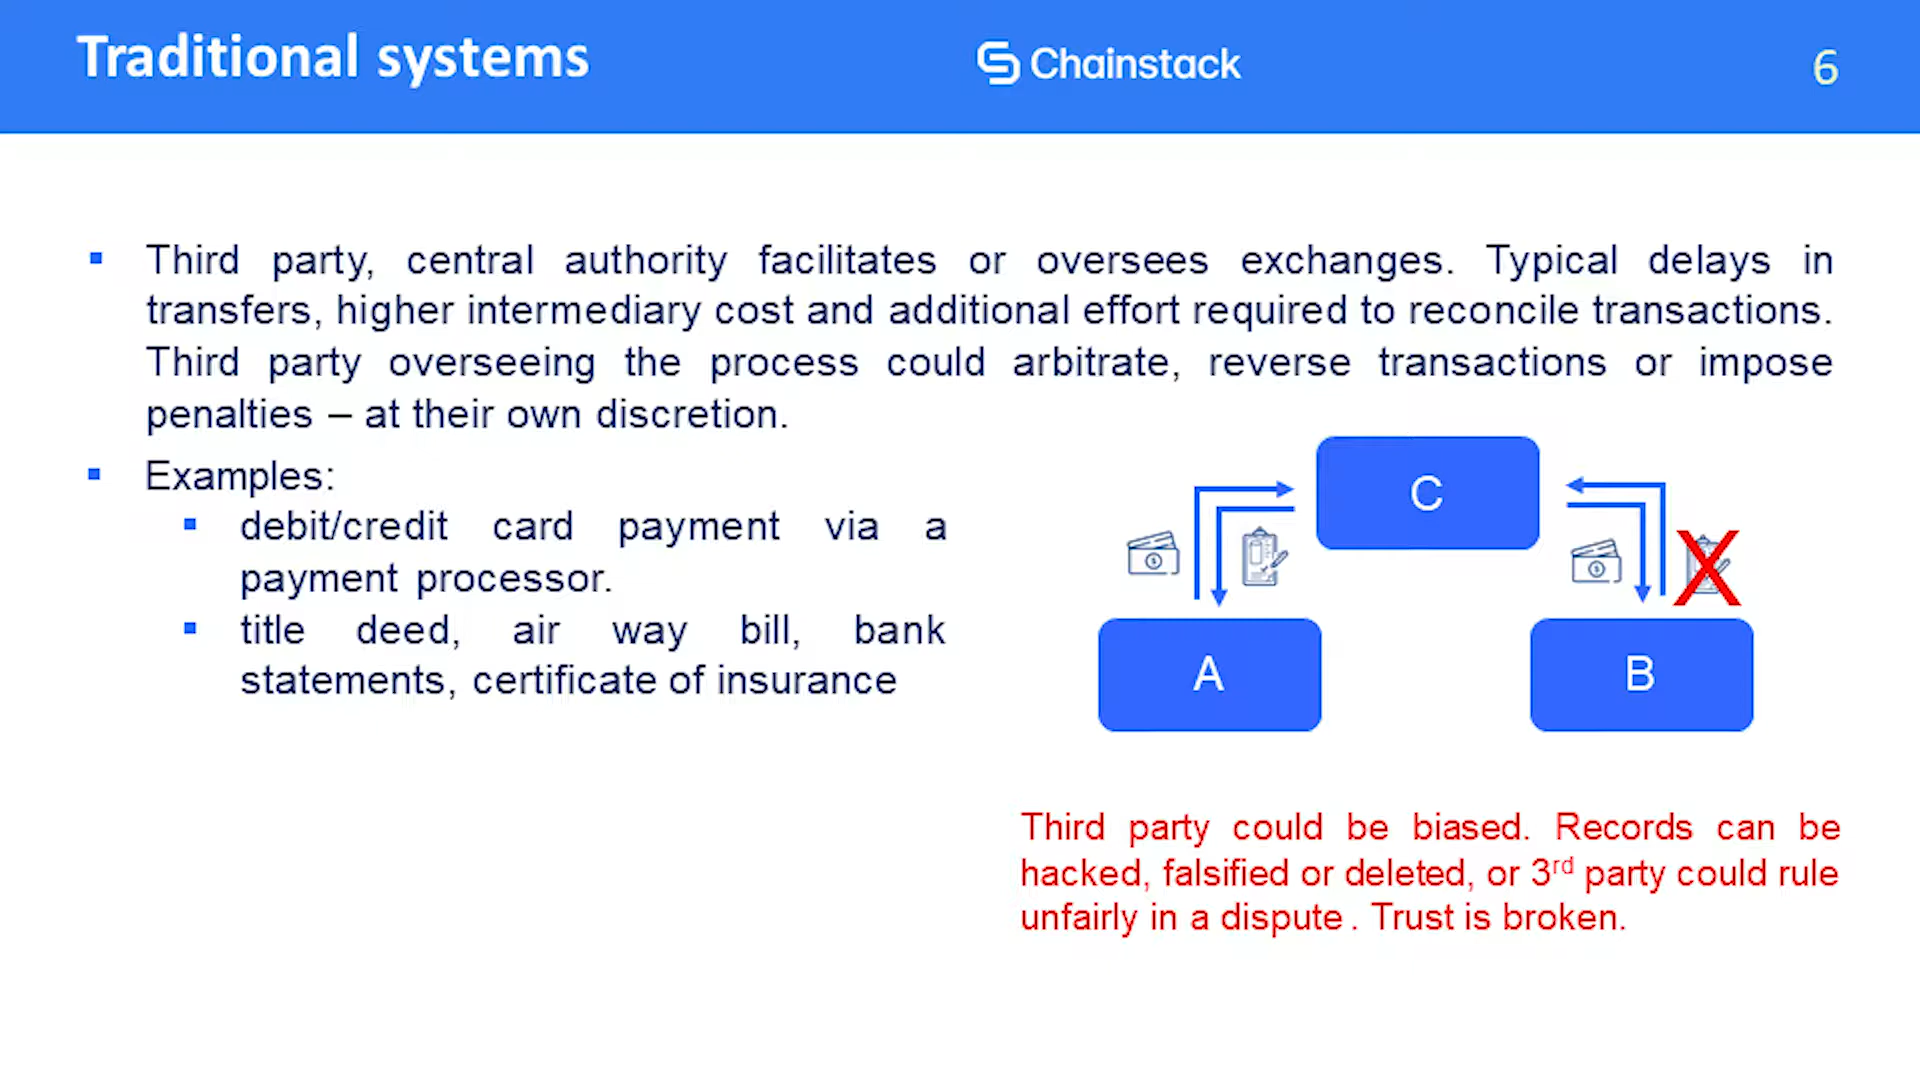 Traditional systems
Chainstack
6
Third party, central authority facilitates or oversees exchanges. Typical delays in
transfers, higher intermediary cost and additional effort required to reconcile transactions.
Third party overseeing the process could arbitrate, reverse transactions or impose
penalties – at their own discretion.
Examples:
debit/credit card payment via a
payment processor.
title deed, air way bill, bank
statements, certificate of insurance
C
A
B
X
Third party could be biased. Records can be
hacked, falsified or deleted, or 3rd party could rule
unfairly in a dispute . Trust is broken.